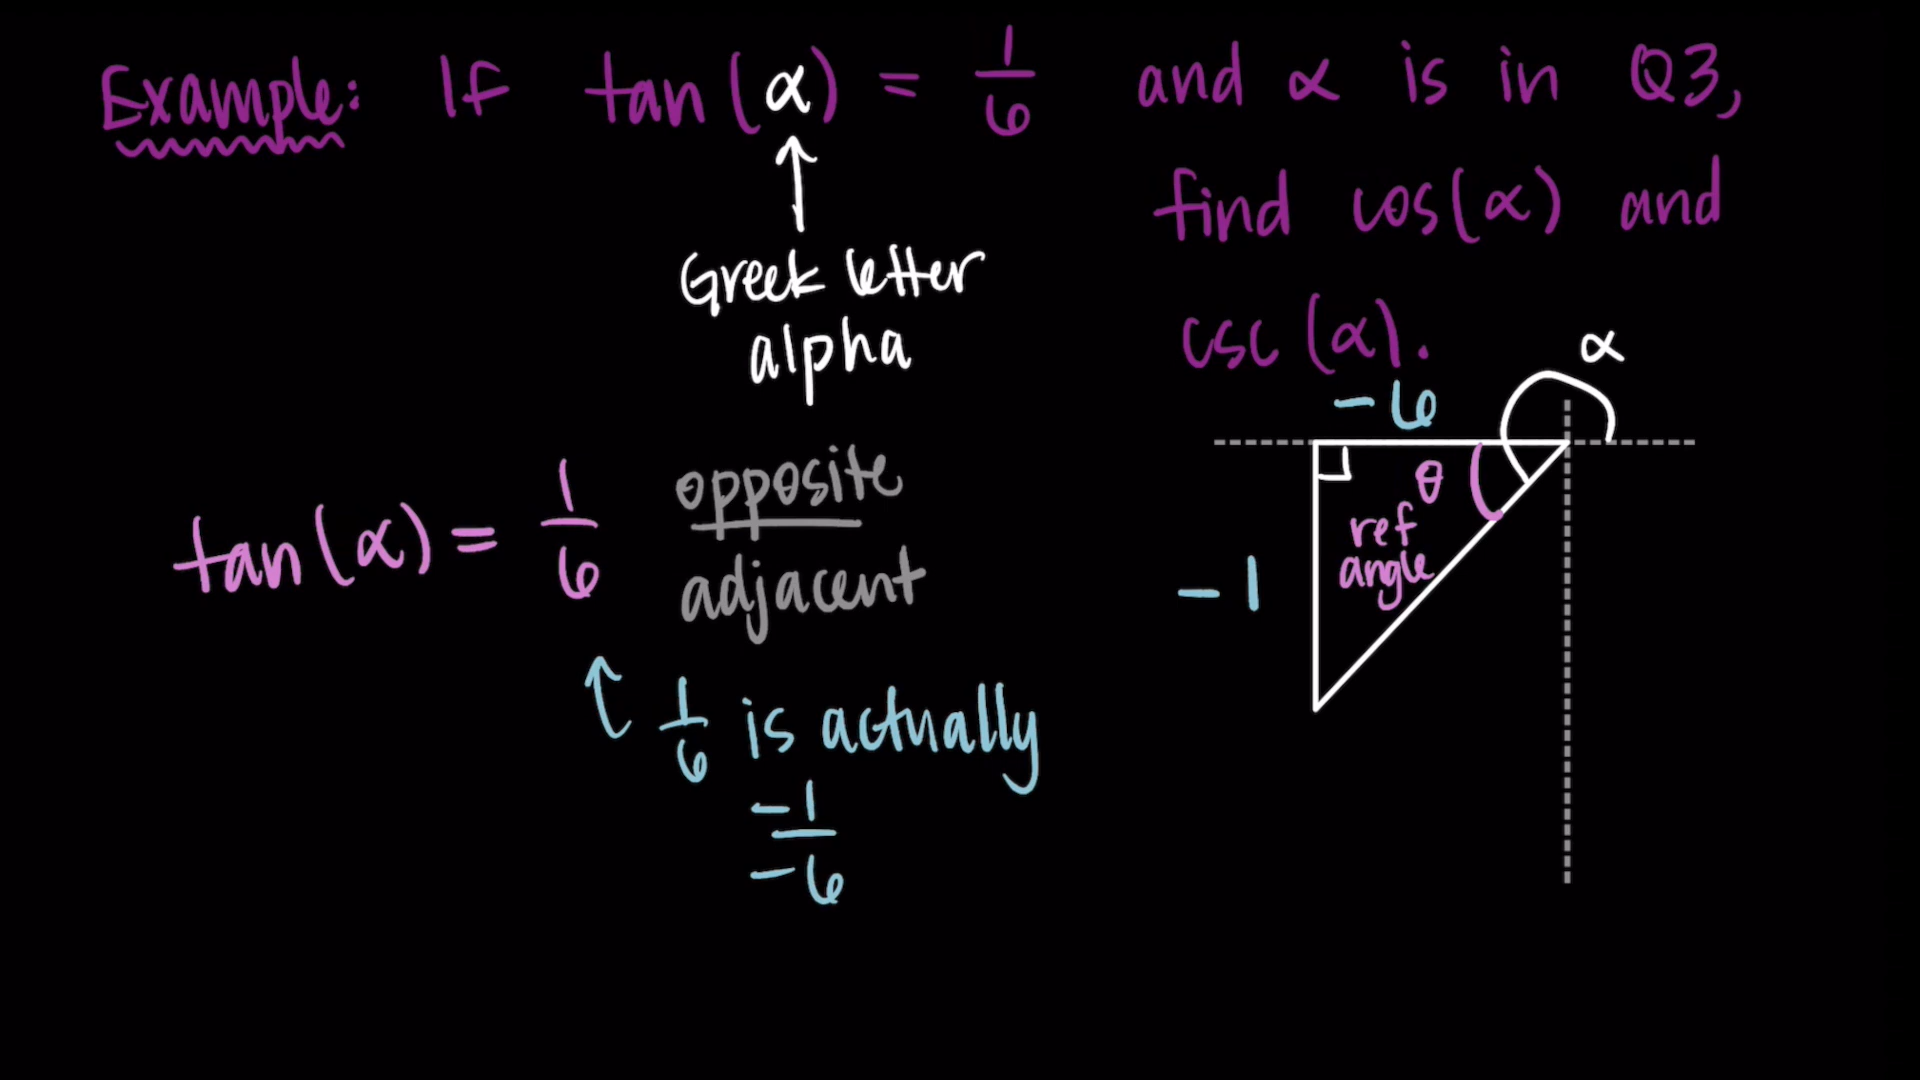 Example: If tan(α) = 1/6 and α is in Q3,
find cos(α) and
csc(α).
Greek letter
alpha
tan(α) = 1/6 opposite
adjacent
1/6 is actually
-1/-6
α
-6
θ
ref
angle
-1